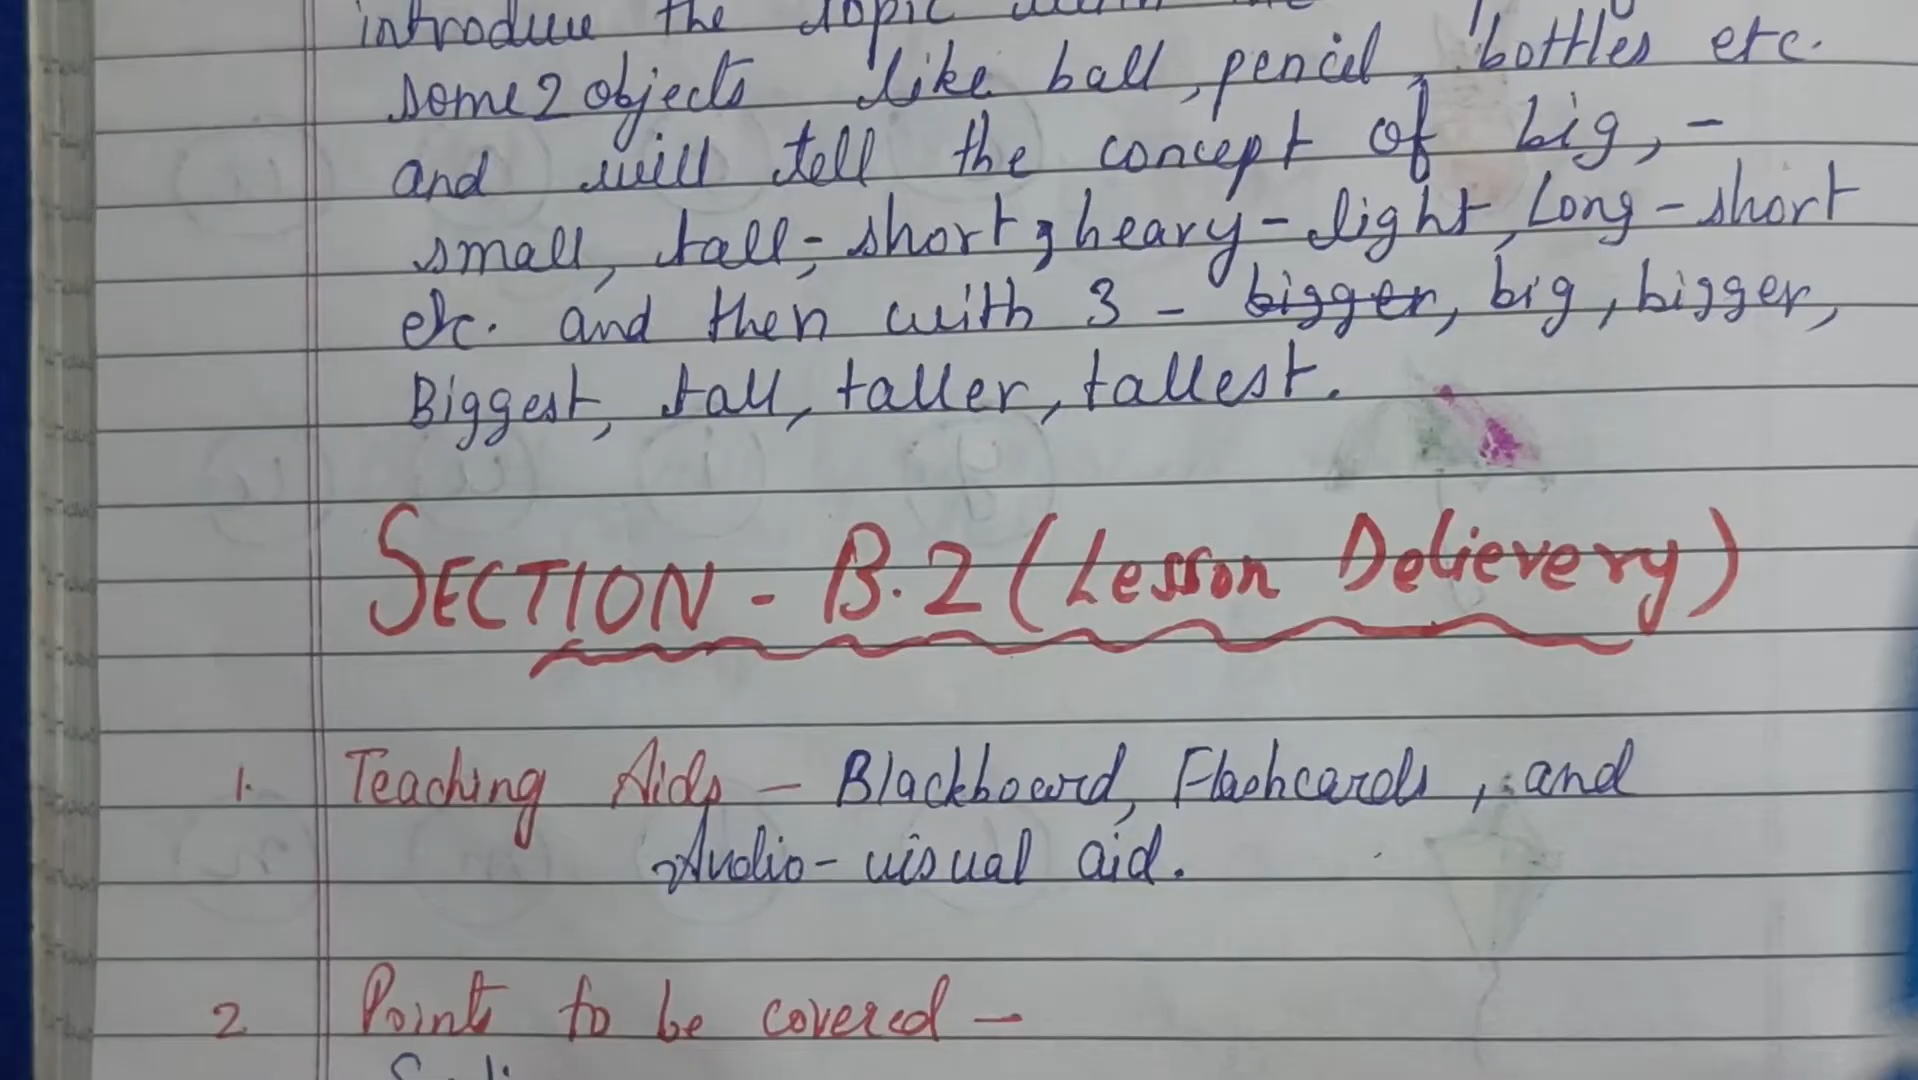 introduce the topic with
some 2 objects like ball, pencil, bottles etc.
and will tell the concept of big, -
small, tall, - short, heavy - light, Long - short
etc. and then with 3 - bigger, big, bigger,
Biggest, tall, taller, tallest.
SECTION - B.2 (Lesson Delievery)
1. Teaching Aids - Blackboard, Flashcards, and
Audio-visual aid.
2 Points to be covered -